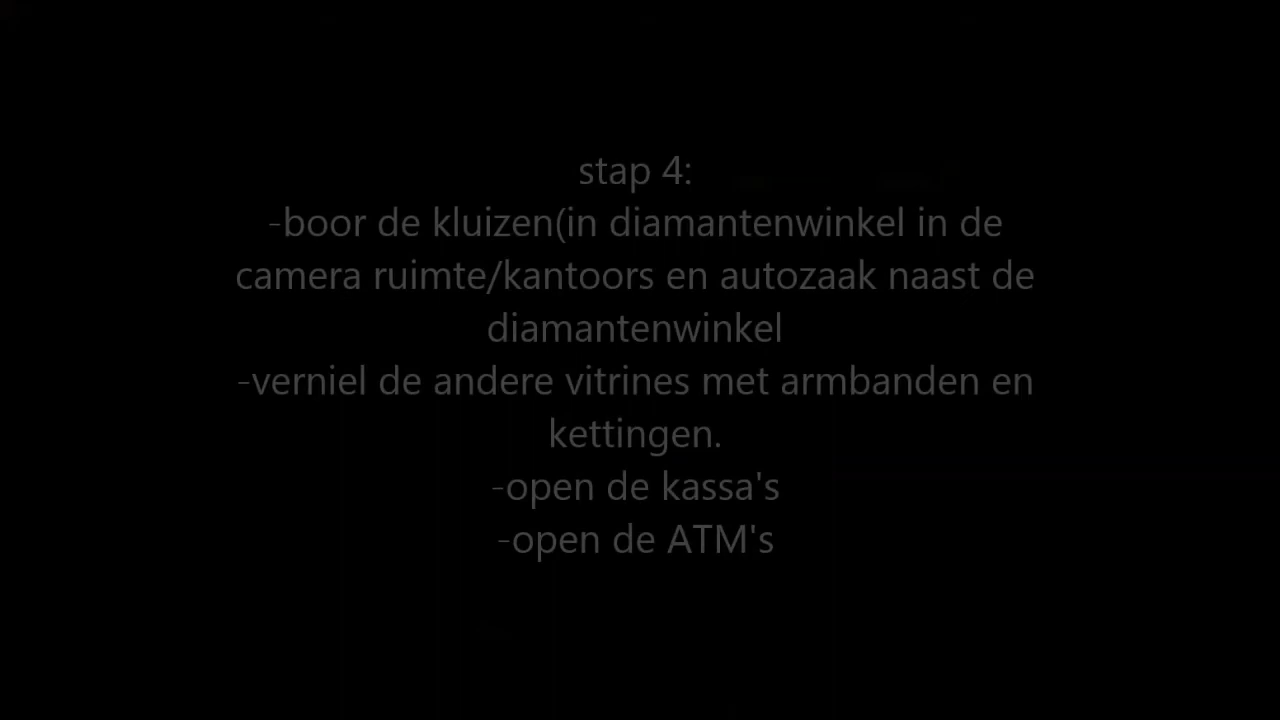 stap 4:
-boor de kluizen(in diamantenwinkel in de
camera ruimte/kantoors en autozaak naast de
diamantenwinkel
-verniel de andere vitrines met armbanden en
kettingen.
-open de kassa's
-open de ATM's